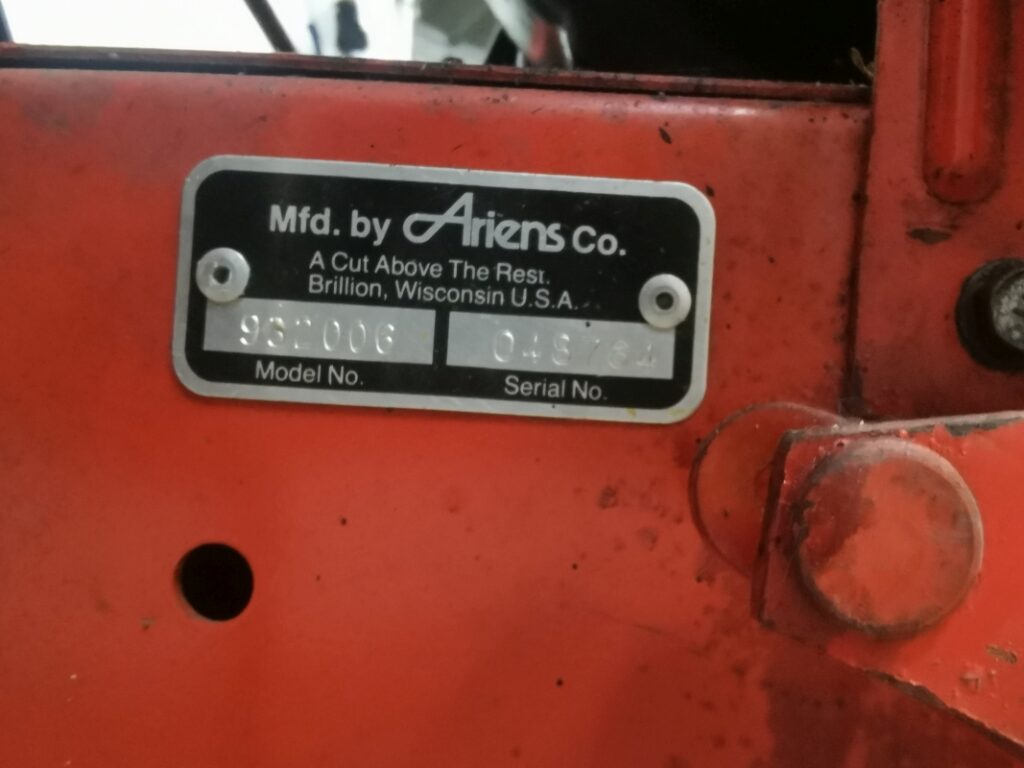 Mfd. by Ariens Co.
A Cut Above The Rest.
Brillion, Wisconsin U.S.A.
932006
Model No.
Serial No.